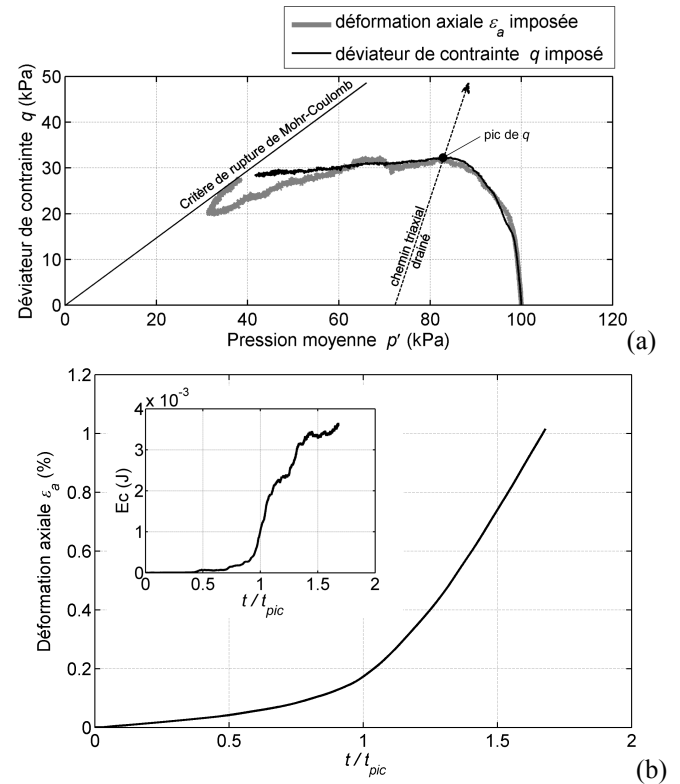 déformation axiale εa imposée
déviateur de contrainte q imposé
50
40
30
20
10
0
Déviateur de contrainte q (kPa)
Critère de rupture de Mohr-Coulomb
pic de q
chemin triaxial
drainé
0 20 40 60 80 100 120
Pression moyenne p' (kPa)
(a)
1.2
1
0.8
0.6
0.4
0.2
0
Déformation axiale εa (%)
4 x 10-3
3
2
1
0
Ec (J)
0 0.5 1 1.5 2
t / tpic
0 0.5 1 1.5 2
t / tpic
(b)